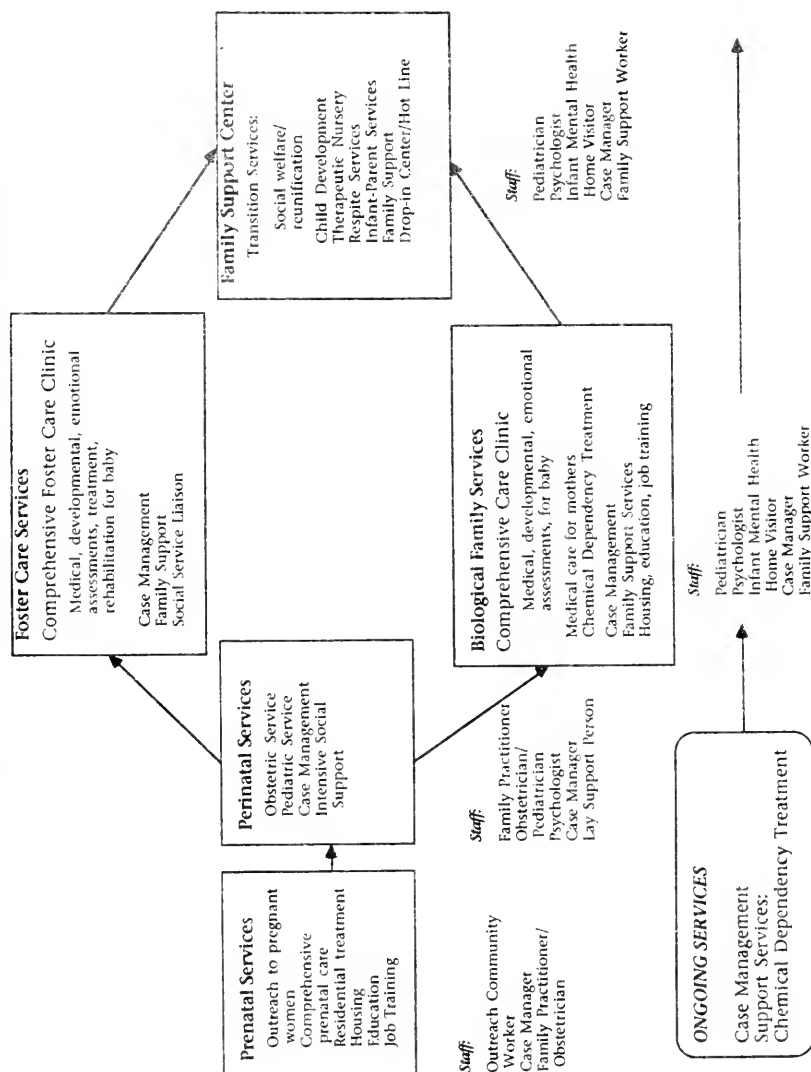 Prenatal Services
Outreach to pregnant
women
Comprehensive
prenatal care
Residential treatment
Housing
Education
Job Training
Staff:
Outreach Community
Worker
Case Manager
Family Practitioner/
Obstetrician
Perinatal Services
Obstetric Service
Pediatric Service
Case Management
Intensive Social
Support
Staff:
Family Practitioner
Obstetrician/
Pediatrician
Psychologist
Case Manager
Lay Support Person
Foster Care Services
Comprehensive Foster Care Clinic
Medical, developmental, emotional
assessments, treatment,
rehabilitation for baby
Case Management
Family Support
Social Service Liaison
Biological Family Services
Comprehensive Care Clinic
Medical, developmental, emotional
assessments, for baby
Medical care for mothers
Chemical Dependency Treatment
Case Management
Family Support Services
Housing, education, job training
Staff:
Pediatrician
Psychologist
Infant Mental Health
Home Visitor
Case Manager
Family Support Worker
Family Support Center
Transition Services:
Social welfare/
reunification
Child Development
Therapeutic Nursery
Respite Services
Infant-Parent Services
Family Support
Drop-in Center/Hot Line
Staff:
Pediatrician
Psychologist
Infant Mental Health
Home Visitor
Case Manager
Family Support Worker
ONGOING SERVICES
Case Management
Support Services:
Chemical Dependency Treatment